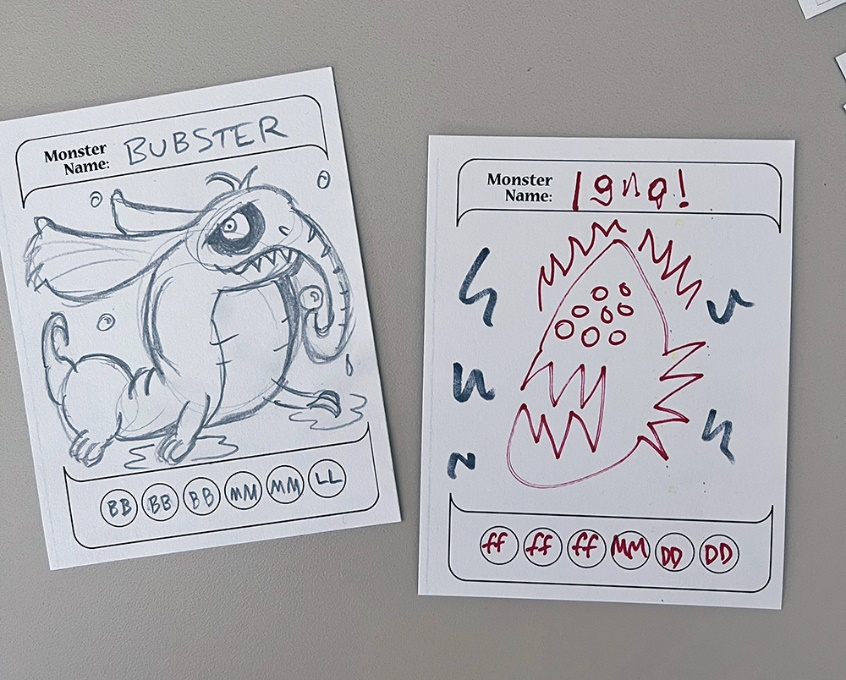 Monster
Name: BUBSTER
BB BB BB MM MM LL
Monster
Name: Igna!
ff ff ff MM DD DD